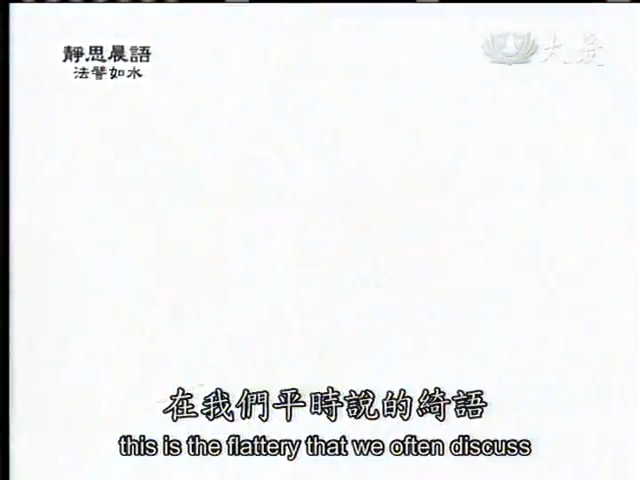 靜思晨語
法譬如水
大愛
在我們平時說的綺語
this is the flattery that we often discuss